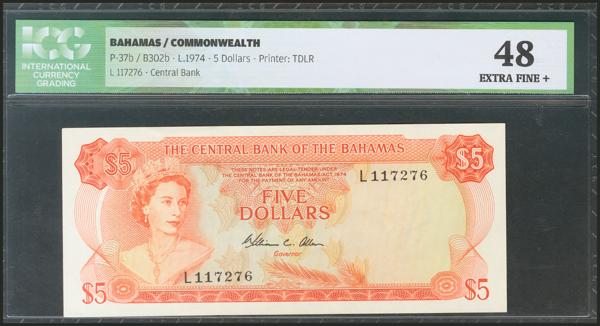 ICG
INTERNATIONAL
CURRENCY
GRADING
BAHAMAS / COMMONWEALTH
P-37b / B302b - L.1974 - 5 Dollars - Printer: TDLR
L 117276 - Central Bank
48
EXTRA FINE +
THE CENTRAL BANK OF THE BAHAMAS
$5
$5
THESE NOTES ARE LEGAL TENDER UNDER
THE CENTRAL BANK OF THE BAHAMAS ACT 1974
FOR THE PAYMENT OF ANY AMOUNT
L117276
FIVE
DOLLARS
William C. Allen
Governor
L117276
$5
$5